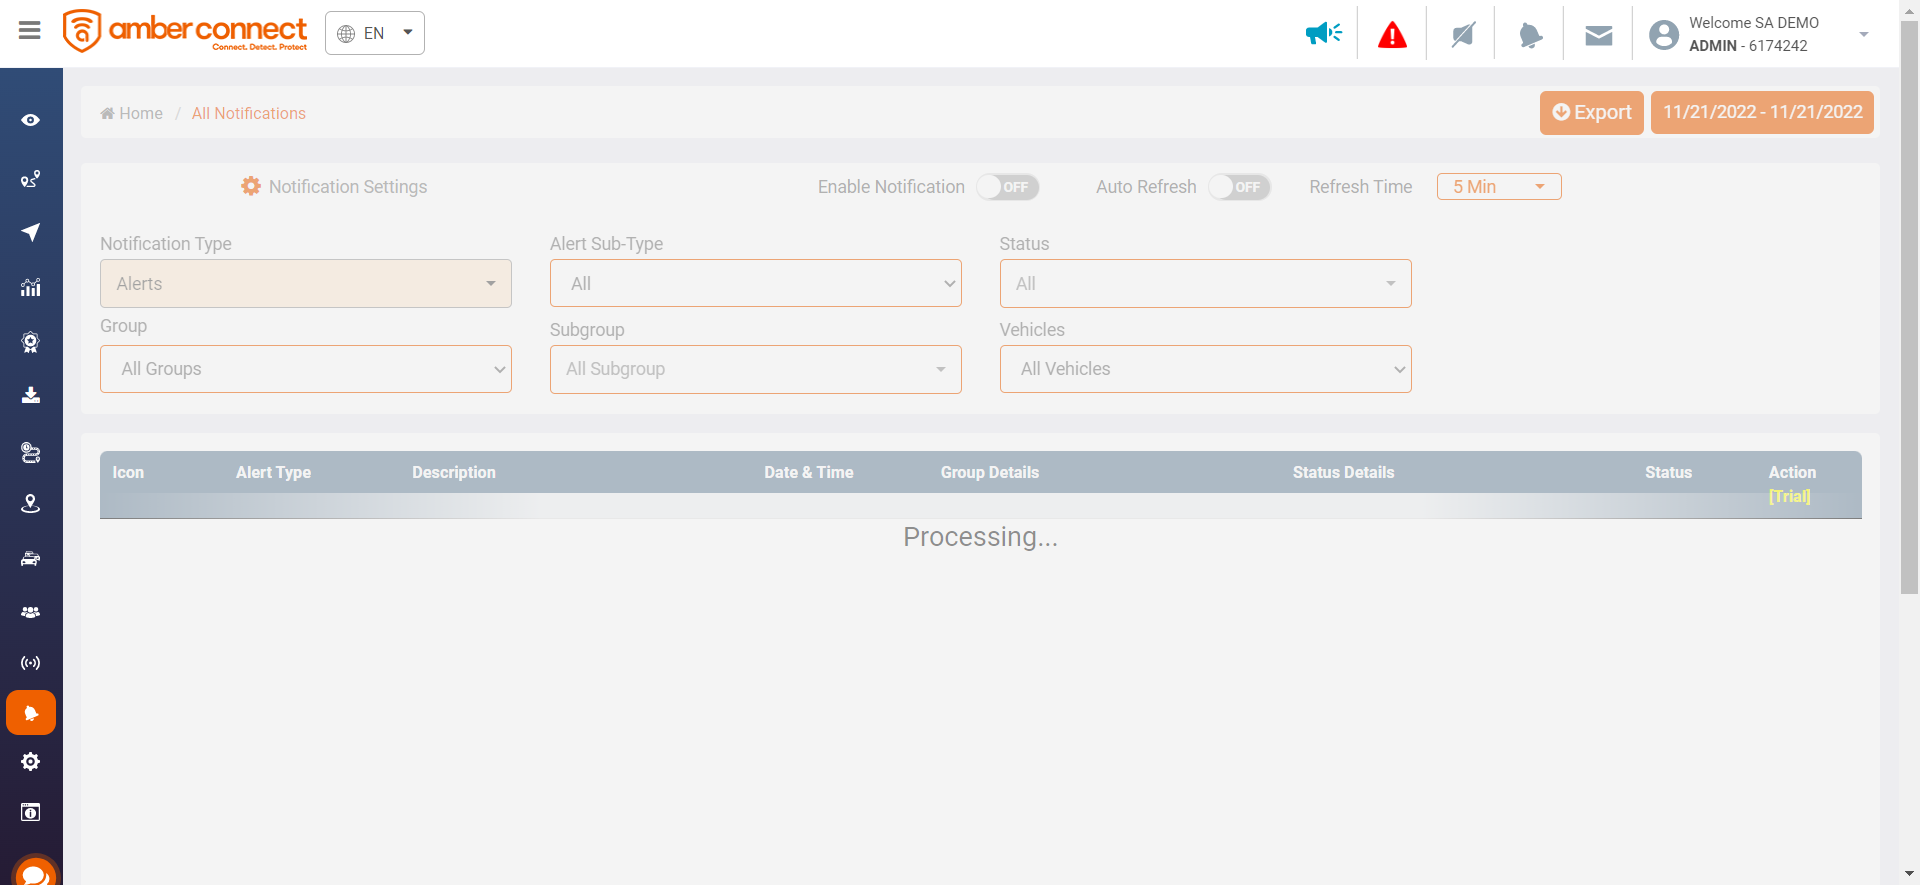 amber connect
Connect. Detect. Protect
EN
Welcome SA DEMO
ADMIN - 6174242
Home / All Notifications
Export
11/21/2022 - 11/21/2022
Notification Settings
Enable Notification OFF
Auto Refresh OFF
Refresh Time 5 Min
Notification Type
Alert Sub-Type
Status
Alerts
All
All
Group
Subgroup
Vehicles
All Groups
All Subgroup
All Vehicles
Icon Alert Type Description Date & Time Group Details Status Details Status Action
[Trial]
Processing...